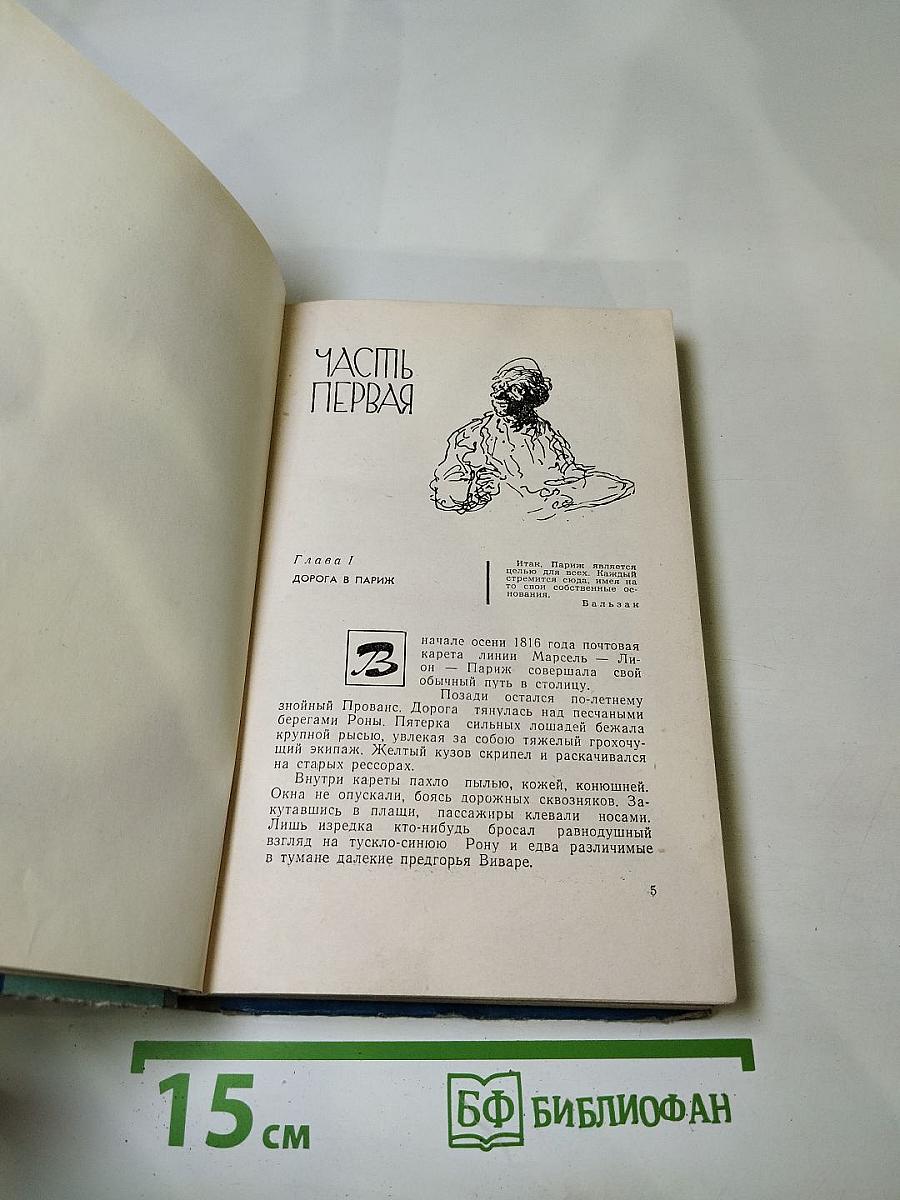 ЧАСТЬ
ПЕРВАЯ
Глава I
ДОРОГА В ПАРИЖ
Итак, Париж является
целью для всех. Каждый
стремится сюда, имея на
то свои собственные ос-
нования.
Бальзак
В
начале осени 1816 года почтовая
карета линии Марсель — Ли-
он — Париж совершала свой
обычный путь в столицу.
Позади остался по-летнему
знойный Прованс. Дорога тянулась над песчаными
берегами Роны. Пятерка сильных лошадей бежала
крупной рысью, увлекая за собою тяжелый грохочу-
щий экипаж. Желтый кузов скрипел и раскачивался
на старых рессорах.
Внутри кареты пахло пылью, кожей, конюшней.
Окна не опускали, боясь дорожных сквозняков. За-
кутавшись в плащи, пассажиры клевали носами.
Лишь изредка кто-нибудь бросал равнодушный
взгляд на тускло-синюю Рону и едва различимые
в тумане далекие предгорья Виваре.
5
15 см
БФ БИБЛИОФАН